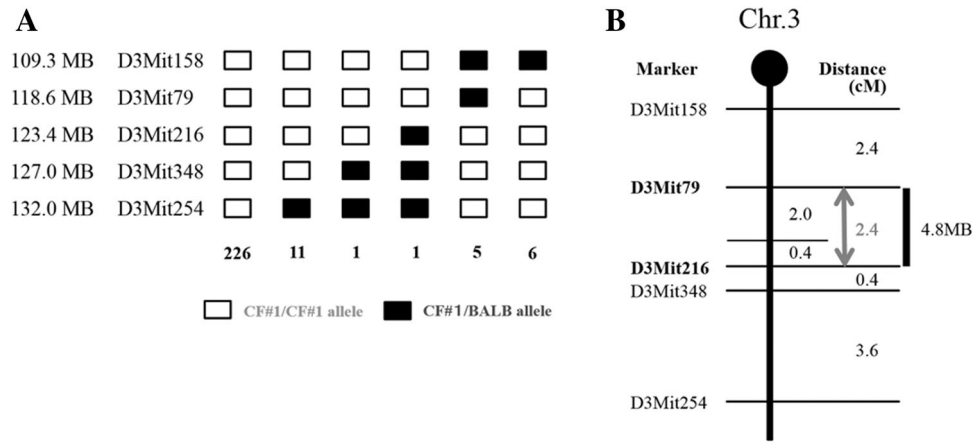 A
109.3 MB D3Mit158
118.6 MB D3Mit79
123.4 MB D3Mit216
127.0 MB D3Mit348
132.0 MB D3Mit254
226 11 1 1 5 6
CF#1/CF#1 allele CF#1/BALB allele
B
Chr.3
Marker Distance
(cM)
D3Mit158
2.4
D3Mit79
2.0 2.4 4.8MB
0.4
D3Mit216
0.4
D3Mit348
3.6
D3Mit254